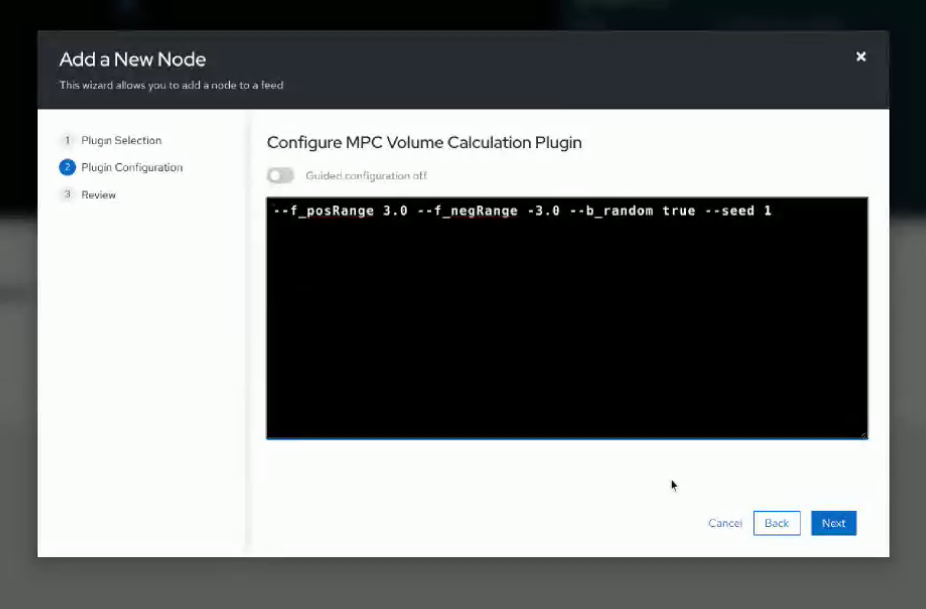 Add a New Node
This wizard allows you to add a node to a feed
1 Plugin Selection
2 Plugin Configuration
3 Review
Configure MPC Volume Calculation Plugin
Guided configuration off
--f_posRange 3.0 --f_negRange -3.0 --b_random true --seed 1
Cancel
Back
Next